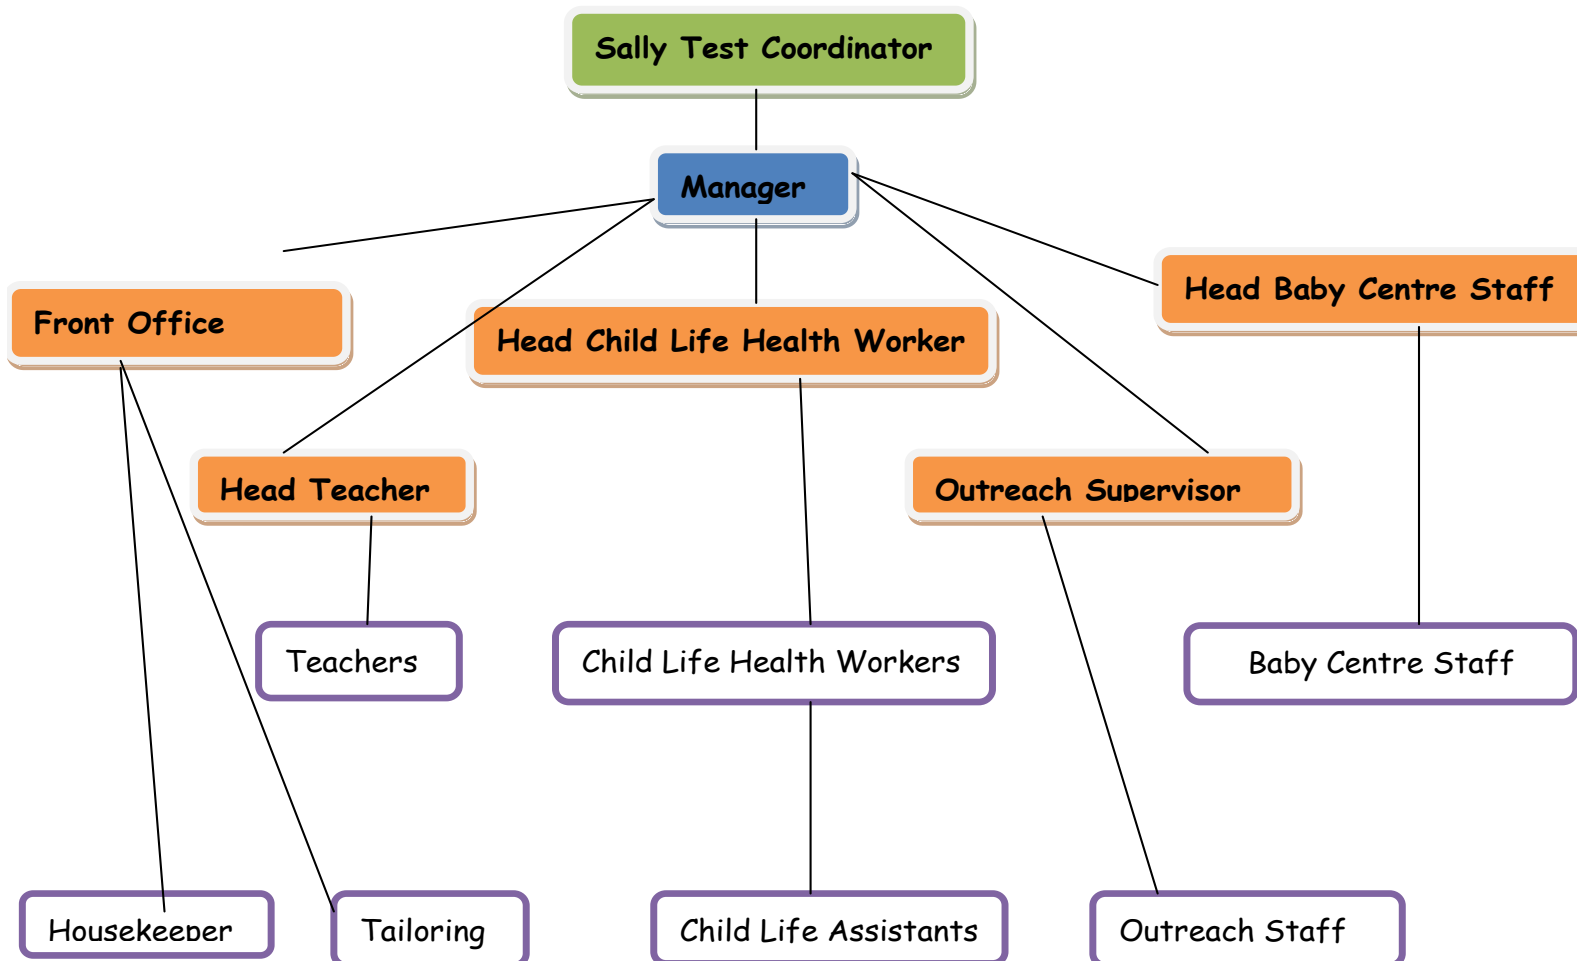 Sally Test Coordinator
Manager
Head Baby Centre Staff
Front Office
Head Child Life Health Worker
Head Teacher
Outreach Supervisor
Teachers
Child Life Health Workers
Baby Centre Staff
Housekeeper
Tailoring
Child Life Assistants
Outreach Staff